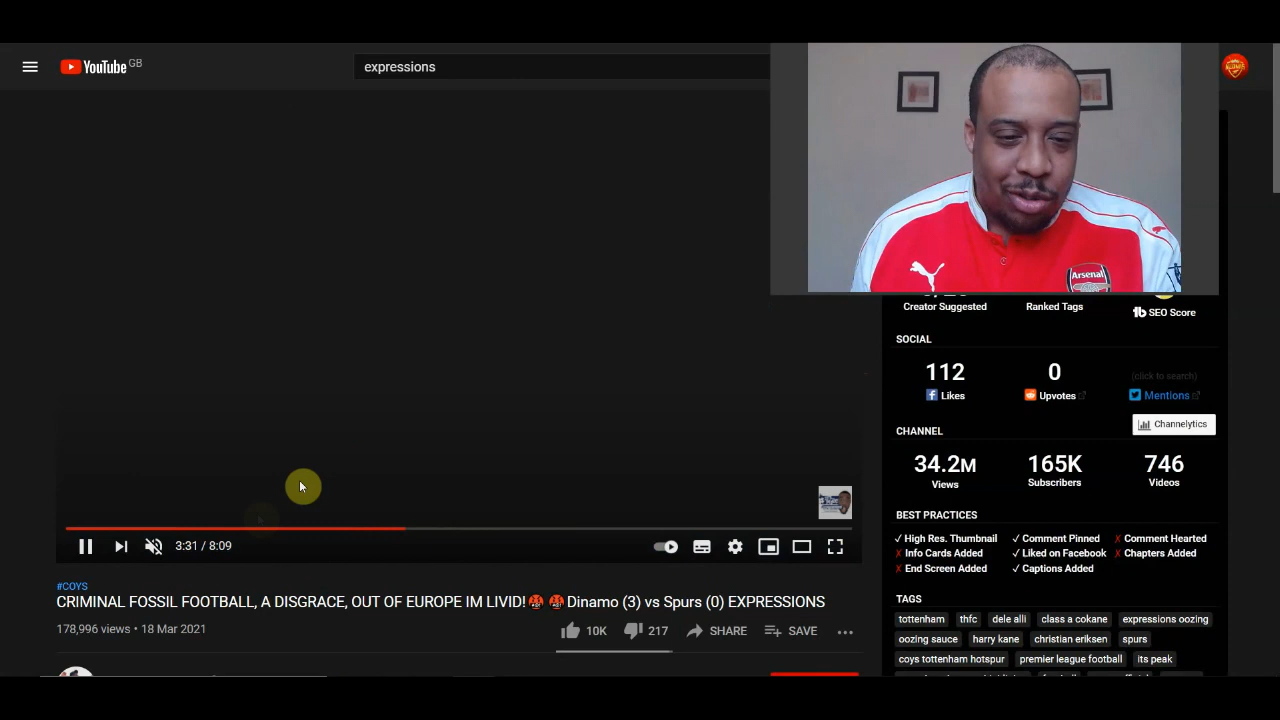 YouTube GB
expressions
Arsenal
Creator Suggested
Ranked Tags
tb SEO Score
SOCIAL
112
0
(click to search)
Likes
Upvotes
Mentions
CHANNEL
Channelytics
34.2M
165K
746
Views
Subscribers
Videos
BEST PRACTICES
✓ High Res. Thumbnail
✓ Comment Pinned
✗ Comment Hearted
✗ Info Cards Added
✓ Liked on Facebook
✗ Chapters Added
✗ End Screen Added
✓ Captions Added
TAGS
tottenham thfc dele alli class a cokane expressions oozing
oozing sauce harry kane christian eriksen spurs
coys tottenham hotspur premier league football its peak
3:31 / 8:09
#COYS
CRIMINAL FOSSIL FOOTBALL, A DISGRACE, OUT OF EUROPE IM LIVID!🤬🤬Dinamo (3) vs Spurs (0) EXPRESSIONS
178,996 views • 18 Mar 2021
10K
217
SHARE
SAVE